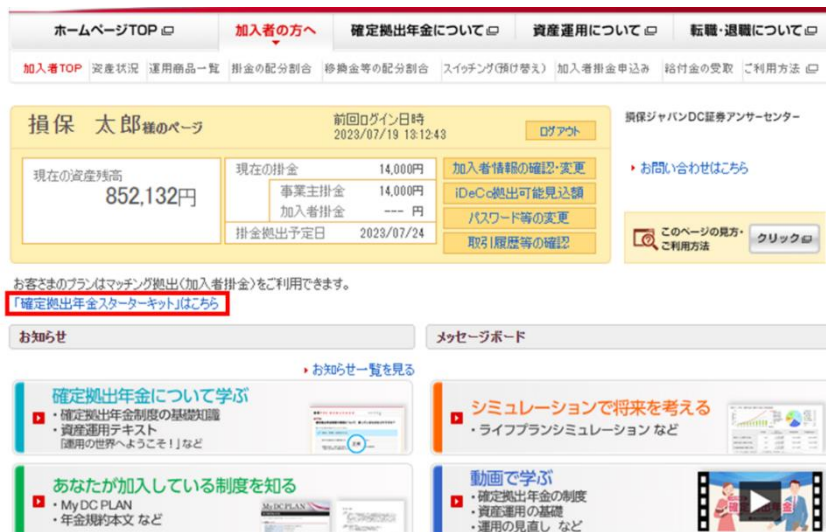 ホームページTOP 加入者の方へ 確定拠出年金について 資産運用について 転職・退職について
加入者TOP 資産状況 運用商品一覧 掛金の配分割合 移換金等の配分割合 スイッチング(預け替え) 加入者掛金申込み 給付金の受取 ご利用方法
損保 太郎様のページ
前回ログイン日時
2023/07/19 13:12:43
ログアウト
現在の資産残高
852,132円
現在の掛金 14,000円
事業主掛金 14,000円
加入者掛金 --- 円
掛金拠出予定日 2023/07/24
加入者情報の確認・変更
iDeCo拠出可能見込額
パスワード等の変更
取引履歴等の確認
損保ジャパンDC証券アンサーセンター
お問い合わせはこちら
このページの見方・
ご利用方法
クリック
お客さまのプランはマッチング拠出(加入者掛金)をご利用できます。
「確定拠出年金スターターキット」はこちら
お知らせ
お知らせ一覧を見る
メッセージボード
確定拠出年金について学ぶ
・確定拠出年金制度の基礎知識
・資産運用テキスト
「運用の世界へようこそ!」など
シミュレーションで将来を考える
・ライフプランシミュレーション など
あなたが加入している制度を知る
・My DC PLAN
・年金規約本文 など
My DC PLAN
動画で学ぶ
・確定拠出年金の制度
・資産運用の基礎
・運用の見直し など